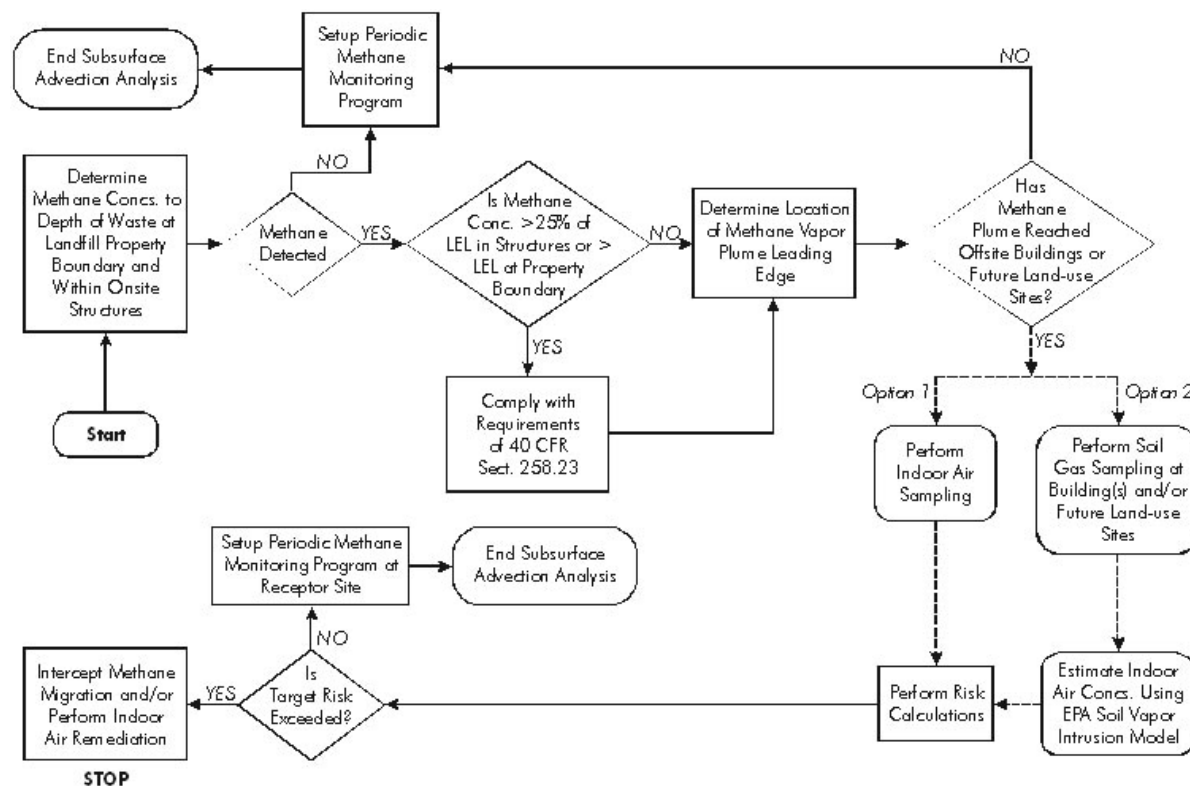 End Subsurface
Advection Analysis
Setup Periodic
Methane
Monitoring
Program
NO
NO
Determine
Methane Concs. to
Depth of Waste at
Landfill Property
Boundary and
Within Onsite
Structures
Methane
Detected
YES
Is Methane
Conc. >25% of
LEL in Structures or >
LEL at Property
Boundary
NO
Determine Location
of Methane Vapor
Plume Leading
Edge
Has
Methane
Plume Reached
Offsite Buildings or
Future Land-use
Sites?
YES
YES
Start
Comply with
Requirements
of 40 CFR
Sect. 258.23
Option 1
Option 2
Perform
Indoor Air
Sampling
Perform Soil
Gas Sampling at
Building(s) and/or
Future Land-use
Sites
Setup Periodic Methane
Monitoring Program at
Receptor Site
End Subsurface
Advection Analysis
NO
Intercept Methane
Migration and/or
Perform Indoor
Air Remediation
YES
Is
Target Risk
Exceeded?
Perform Risk
Calculations
Estimate Indoor
Air Concs. Using
EPA Soil Vapor
Intrusion Model
STOP